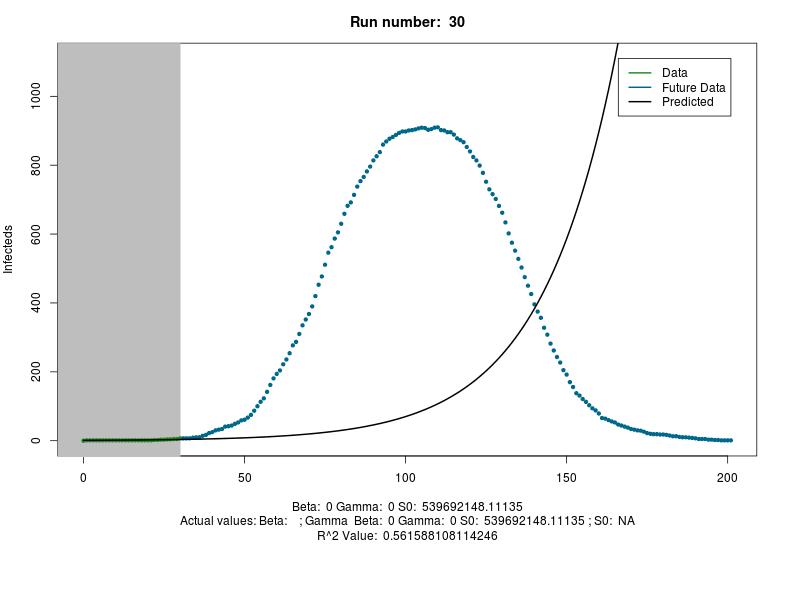 Run number: 30
Data
Future Data
Predicted
Infecteds
0
200
400
600
800
1000
0
50
100
150
200
Beta: 0 Gamma: 0 S0: 539692148.11135
Actual values: Beta: ; Gamma Beta: 0 Gamma: 0 S0: 539692148.11135 ; S0: NA
R^2 Value: 0.561588108114246